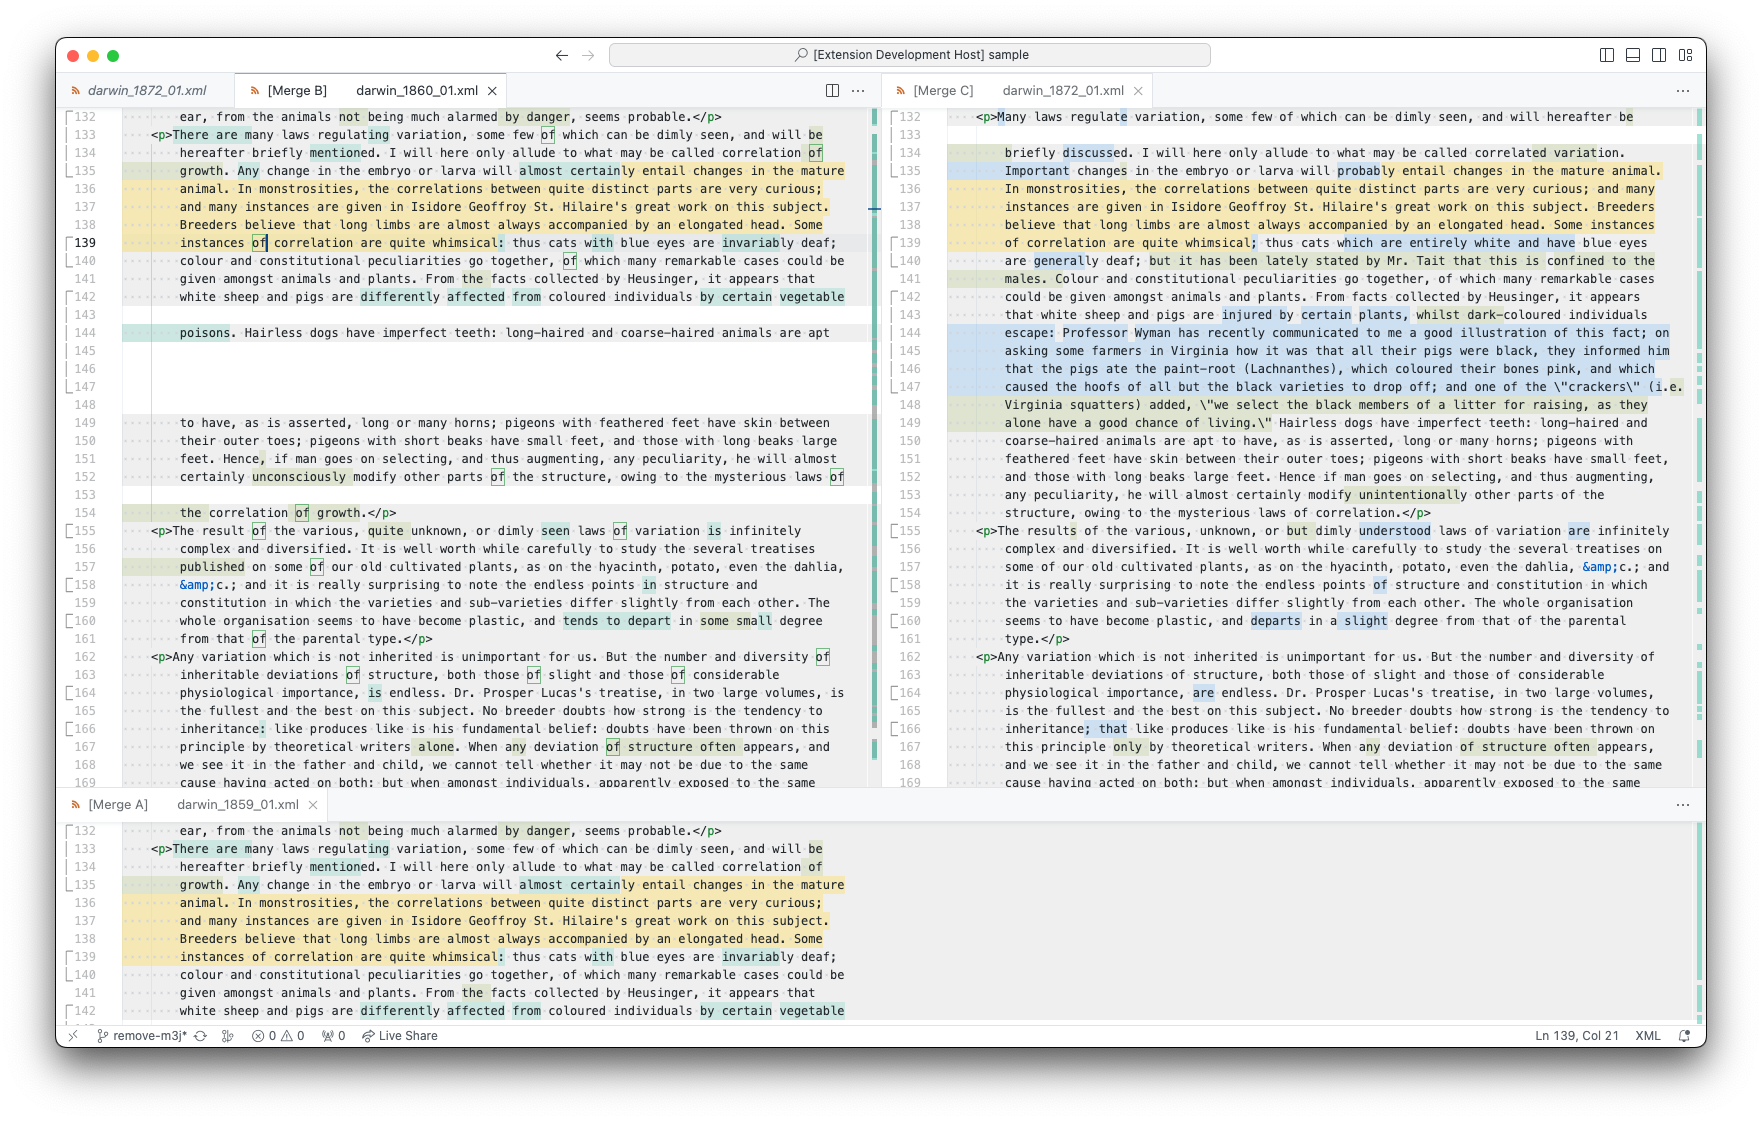 [Extension Development Host] sample
darwin_1872_01.xml
[Merge B] darwin_1860_01.xml
132 ear, from the animals not being much alarmed by danger, seems probable.</p>
133 <p>There are many laws regulating variation, some few of which can be dimly seen, and will be
134 hereafter briefly mentioned. I will here only allude to what may be called correlation of
135 growth. Any change in the embryo or larva will almost certainly entail changes in the mature
136 animal. In monstrosities, the correlations between quite distinct parts are very curious;
137 and many instances are given in Isidore Geoffroy St. Hilaire's great work on this subject.
138 Breeders believe that long limbs are almost always accompanied by an elongated head. Some
139 instances of correlation are quite whimsical: thus cats with blue eyes are invariably deaf;
140 colour and constitutional peculiarities go together, of which many remarkable cases could be
141 given amongst animals and plants. From the facts collected by Heusinger, it appears that
142 white sheep and pigs are differently affected from coloured individuals by certain vegetable
143
144 poisons. Hairless dogs have imperfect teeth: long-haired and coarse-haired animals are apt
145
146
147
148
149 to have, as is asserted, long or many horns; pigeons with feathered feet have skin between
150 their outer toes; pigeons with short beaks have small feet, and those with long beaks large
151 feet. Hence, if man goes on selecting, and thus augmenting, any peculiarity, he will almost
152 certainly unconsciously modify other parts of the structure, owing to the mysterious laws of
153
154 the correlation of growth.</p>
155 <p>The result of the various, quite unknown, or dimly seen laws of variation is infinitely
156 complex and diversified. It is well worth while carefully to study the several treatises
157 published on some of our old cultivated plants, as on the hyacinth, potato, even the dahlia,
158 &amp;c.; and it is really surprising to note the endless points in structure and
159 constitution in which the varieties and sub-varieties differ slightly from each other. The
160 whole organisation seems to have become plastic, and tends to depart in some small degree
161 from that of the parental type.</p>
162 <p>Any variation which is not inherited is unimportant for us. But the number and diversity of
163 inheritable deviations of structure, both those of slight and those of considerable
164 physiological importance, is endless. Dr. Prosper Lucas's treatise, in two large volumes, is
165 the fullest and the best on this subject. No breeder doubts how strong is the tendency to
166 inheritance: like produces like is his fundamental belief: doubts have been thrown on this
167 principle by theoretical writers alone. When any deviation of structure often appears, and
168 we see it in the father and child, we cannot tell whether it may not be due to the same
169 cause having acted on both; but when amongst individuals, apparently exposed to the same
[Merge C] darwin_1872_01.xml
132 <p>Many laws regulate variation, some few of which can be dimly seen, and will hereafter be
133
134 briefly discussed. I will here only allude to what may be called correlated variation.
135 Important changes in the embryo or larva will probably entail changes in the mature animal.
136 In monstrosities, the correlations between quite distinct parts are very curious; and many
137 instances are given in Isidore Geoffroy St. Hilaire's great work on this subject. Breeders
138 believe that long limbs are almost always accompanied by an elongated head. Some instances
139 of correlation are quite whimsical; thus cats which are entirely white and have blue eyes
140 are generally deaf; but it has been lately stated by Mr. Tait that this is confined to the
141 males. Colour and constitutional peculiarities go together, of which many remarkable cases
142 could be given amongst animals and plants. From facts collected by Heusinger, it appears
143 that white sheep and pigs are injured by certain plants, whilst dark-coloured individuals
144 escape: Professor Wyman has recently communicated to me a good illustration of this fact; on
145 asking some farmers in Virginia how it was that all their pigs were black, they informed him
146 that the pigs ate the paint-root (Lachnanthes), which coloured their bones pink, and which
147 caused the hoofs of all but the black varieties to drop off; and one of the \"crackers\" (i.e.
148 Virginia squatters) added, \"we select the black members of a litter for raising, as they
149 alone have a good chance of living.\" Hairless dogs have imperfect teeth: long-haired and
150 coarse-haired animals are apt to have, as is asserted, long or many horns; pigeons with
151 feathered feet have skin between their outer toes; pigeons with short beaks have small feet,
152 and those with long beaks large feet. Hence if man goes on selecting, and thus augmenting,
153 any peculiarity, he will almost certainly modify unintentionally other parts of the
154 structure, owing to the mysterious laws of correlation.</p>
155 <p>The results of the various, unknown, or but dimly understood laws of variation are infinitely
156 complex and diversified. It is well worth while carefully to study the several treatises on
157 some of our old cultivated plants, as on the hyacinth, potato, even the dahlia, &amp;c.; and
158 it is really surprising to note the endless points of structure and constitution in which
159 the varieties and sub-varieties differ slightly from each other. The whole organisation
160 seems to have become plastic, and departs in a slight degree from that of the parental
161 type.</p>
162 <p>Any variation which is not inherited is unimportant for us. But the number and diversity of
163 inheritable deviations of structure, both those of slight and those of considerable
164 physiological importance, are endless. Dr. Prosper Lucas's treatise, in two large volumes,
165 is the fullest and the best on this subject. No breeder doubts how strong is the tendency to
166 inheritance; that like produces like is his fundamental belief: doubts have been thrown on
167 this principle only by theoretical writers. When any deviation of structure often appears,
168 and we see it in the father and child, we cannot tell whether it may not be due to the same
169 cause having acted on both; but when amongst individuals, apparently exposed to the same
[Merge A] darwin_1859_01.xml
132 ear, from the animals not being much alarmed by danger, seems probable.</p>
133 <p>There are many laws regulating variation, some few of which can be dimly seen, and will be
134 hereafter briefly mentioned. I will here only allude to what may be called correlation of
135 growth. Any change in the embryo or larva will almost certainly entail changes in the mature
136 animal. In monstrosities, the correlations between quite distinct parts are very curious;
137 and many instances are given in Isidore Geoffroy St. Hilaire's great work on this subject.
138 Breeders believe that long limbs are almost always accompanied by an elongated head. Some
139 instances of correlation are quite whimsical: thus cats with blue eyes are invariably deaf;
140 colour and constitutional peculiarities go together, of which many remarkable cases could be
141 given amongst animals and plants. From the facts collected by Heusinger, it appears that
142 white sheep and pigs are differently affected from coloured individuals by certain vegetable
remove-m3j* 0 0 0 Live Share Ln 139, Col 21 XML